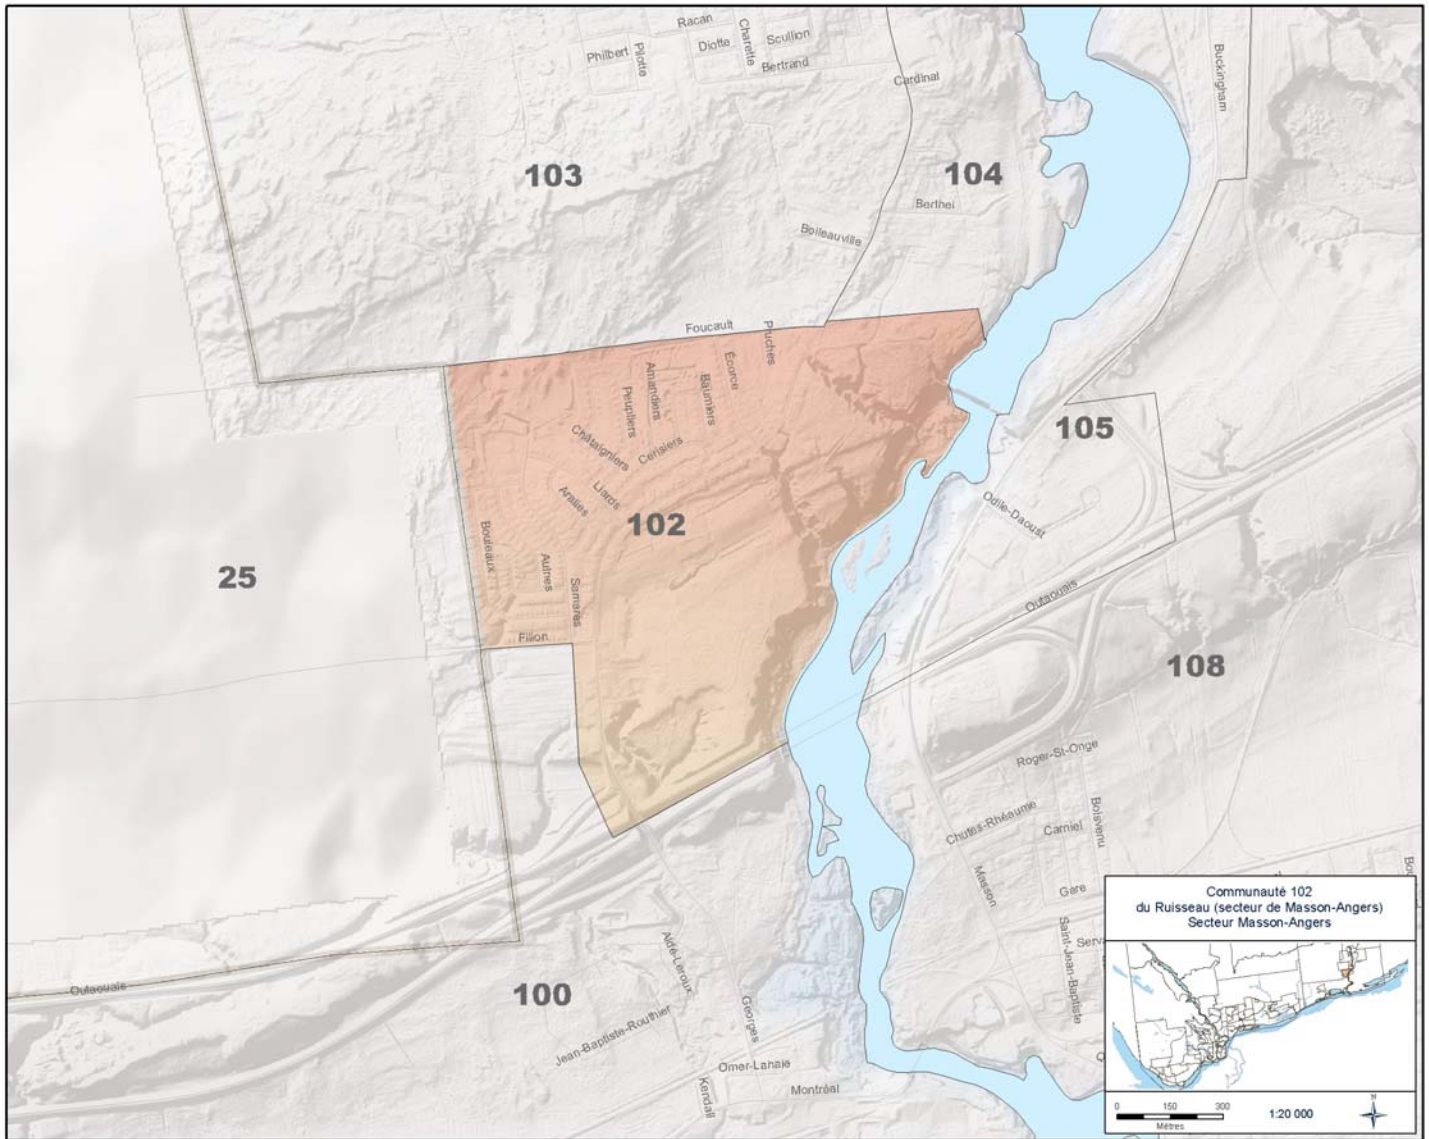 Racan
Charette
Scullion
Philbert
Pilotte
Diotte
Bertrand
Cardinal
Buckingham
103
104
Berthel
Boileauville
Foucault
Pruches
Écorce
Amandiers
Peupliers
Baumiers
Châtaigniers
Cerisiers
105
Liards
Aralies
102
Odile-Daoust
Bouleaux
Aulnes
Samares
25
Outaouais
Filion
108
Roger-St-Onge
Chutes-Rhéaume
Carniel
Boisvenu
Masson
Gare
Saint-Jean-Baptiste
Aldé-Leroux
Outaouais
100
Georges
Jean-Baptiste-Routhier
Omer-Lahaie
Kendall
Montréal
Communauté 102
du Ruisseau (secteur de Masson-Angers)
Secteur Masson-Angers
0 150 300
Mètres
1:20 000
N